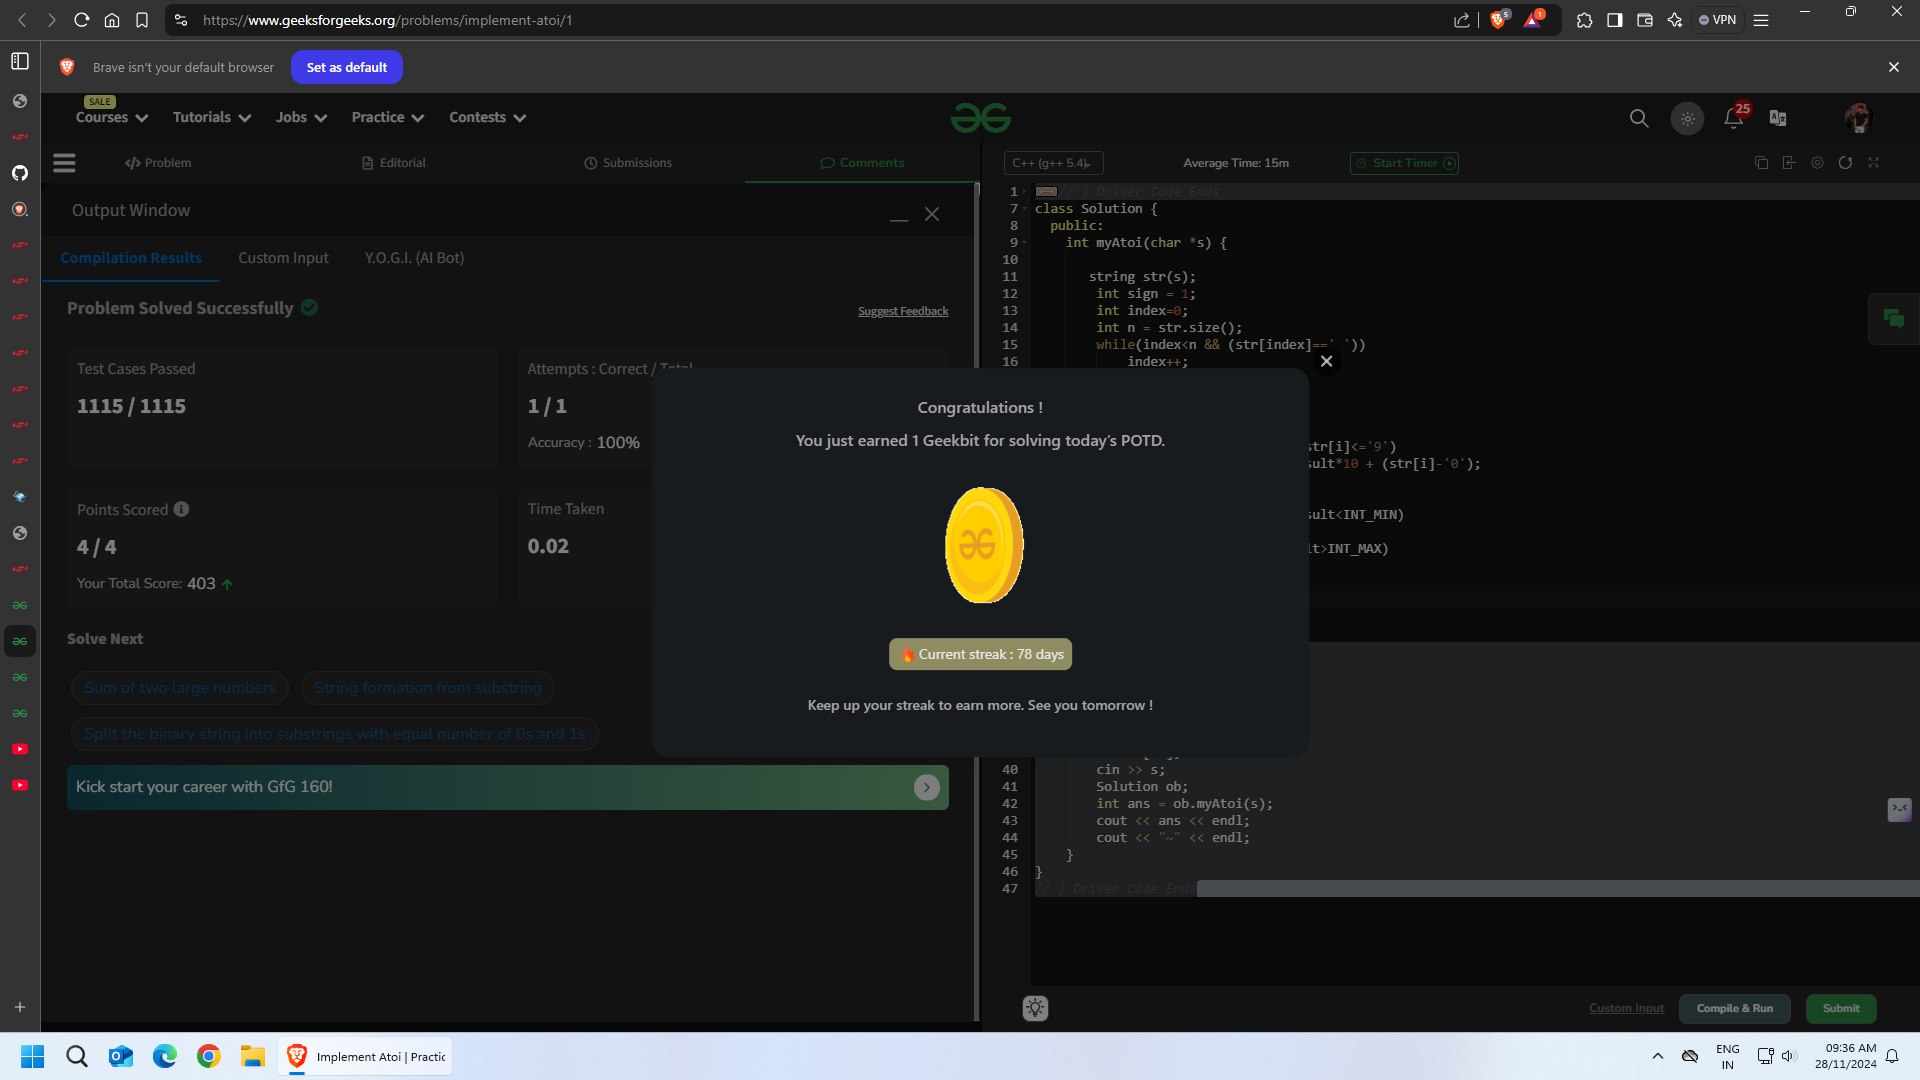 https://www.geeksforgeeks.org/problems/implement-atoi/1
5
1
VPN
Brave isn't your default browser
Set as default
SALE
Courses
Tutorials
Jobs
Practice
Contests
25
Problem
Editorial
Submissions
Comments
C++ (g++ 5.4)
Average Time: 15m
Start Timer
Output Window
Compilation Results
Custom Input
Y.O.G.I. (AI Bot)
Problem Solved Successfully
Suggest Feedback
Test Cases Passed
1115 / 1115
Attempts : Correct / Total
1 / 1
Accuracy : 100%
Points Scored
4 / 4
Your Total Score: 403
Time Taken
0.02
Solve Next
Sum of two large numbers
String formation from substring
Split the binary string into substrings with equal number of 0s and 1s
Kick start your career with GfG 160!
Congratulations !
You just earned 1 Geekbit for solving today's POTD.
Current streak : 78 days
Keep up your streak to earn more. See you tomorrow !
1 // } Driver Code Ends
7 class Solution {
8 public:
9 int myAtoi(char *s) {
10
11 string str(s);
12 int sign = 1;
13 int index=0;
14 int n = str.size();
15 while(index<n && (str[index]==' '))
16 index++;
str[i]<='9')
sult*10 + (str[i]-'0');
sult<INT_MIN)
lt>INT_MAX)
40 cin >> s;
41 Solution ob;
42 int ans = ob.myAtoi(s);
43 cout << ans << endl;
44 cout << "~" << endl;
45 }
46 }
47 // } Driver Code Ends
Custom Input
Compile & Run
Submit
Implement Atoi | Practic
ENG
IN
09:36 AM
28/11/2024